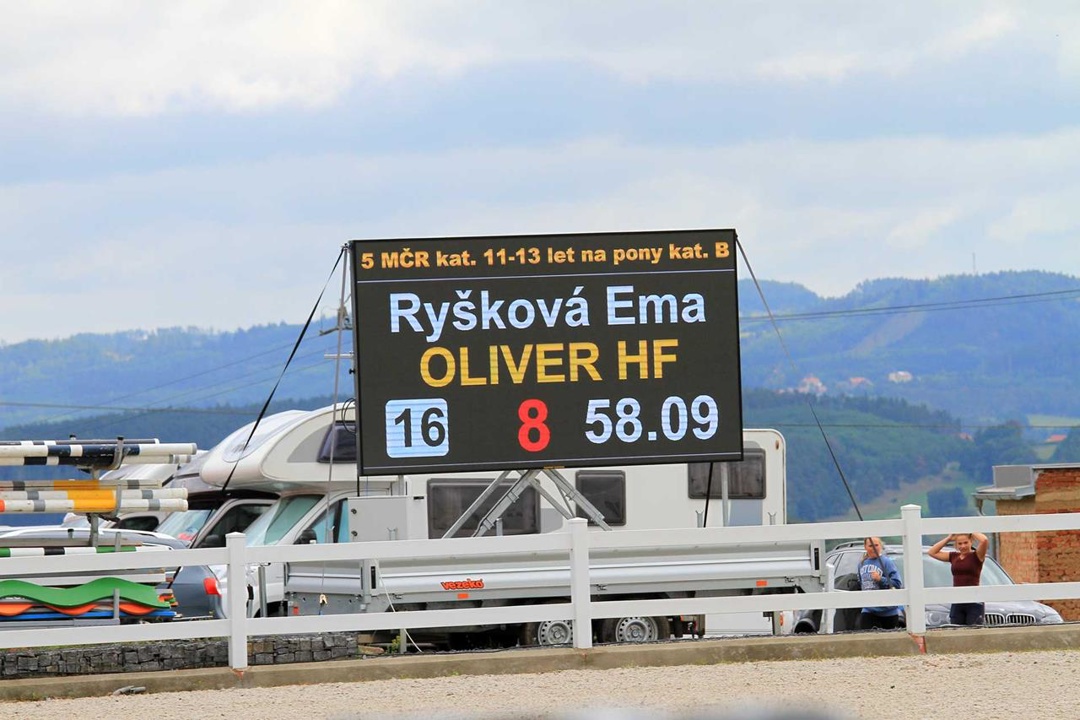 5 MČR kat. 11-13 let na pony kat. B
Ryšková Ema
OLIVER HF
16 8 58.09
vezeko